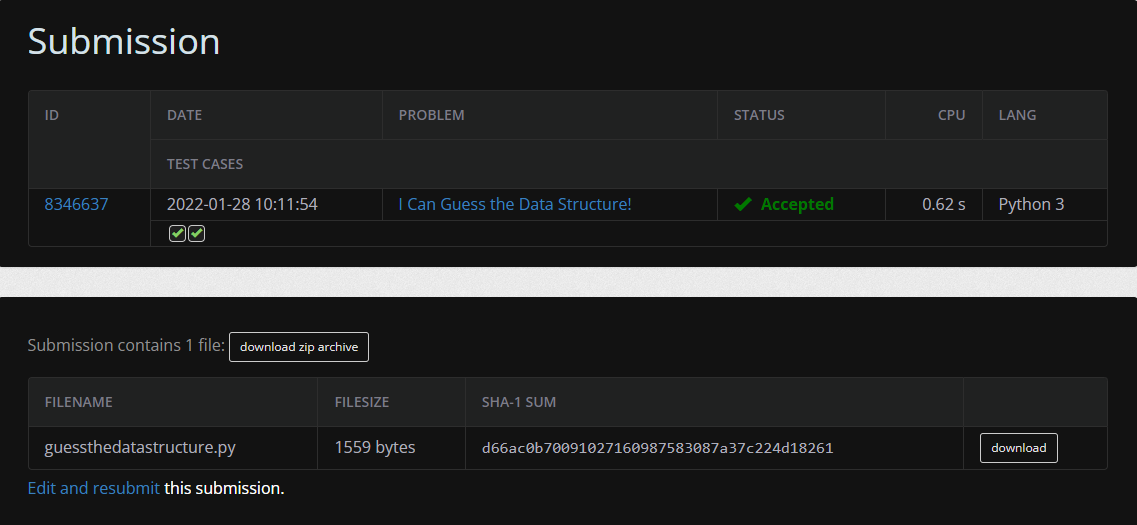 Submission
ID DATE PROBLEM STATUS CPU LANG
TEST CASES
8346637 2022-01-28 10:11:54 I Can Guess the Data Structure! Accepted 0.62 s Python 3
Submission contains 1 file: download zip archive
FILENAME FILESIZE SHA-1 SUM
guessthedatastructure.py 1559 bytes d66ac0b70091027160987583087a37c224d18261 download
Edit and resubmit this submission.